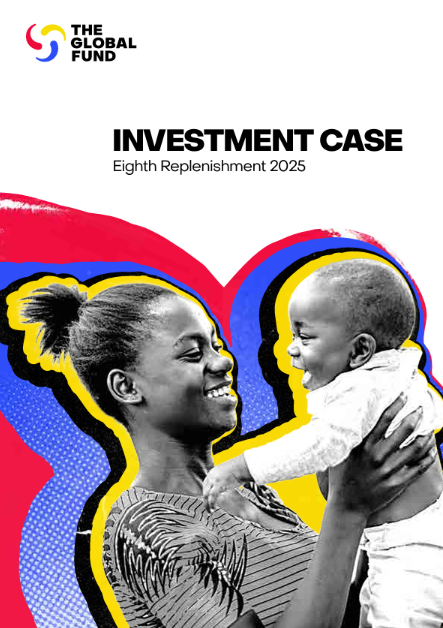 THE
GLOBAL
FUND
INVESTMENT CASE
Eighth Replenishment 2025